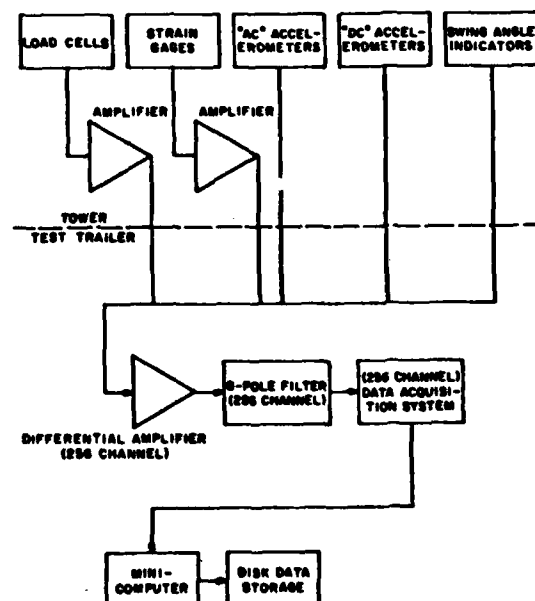 LOAD CELLS
STRAIN
GAGES
"AC" ACCEL-
EROMETERS
"DC" ACCEL-
EROMETERS
SWING ANGLE
INDICATORS
AMPLIFIER
AMPLIFIER
TOWER
TEST TRAILER
8-POLE FILTER
(256 CHANNEL)
(256 CHANNEL)
DATA ACQUISI-
TION SYSTEM
DIFFERENTIAL AMPLIFIER
(256 CHANNEL)
MINI-
COMPUTER
DISK DATA
STORAGE